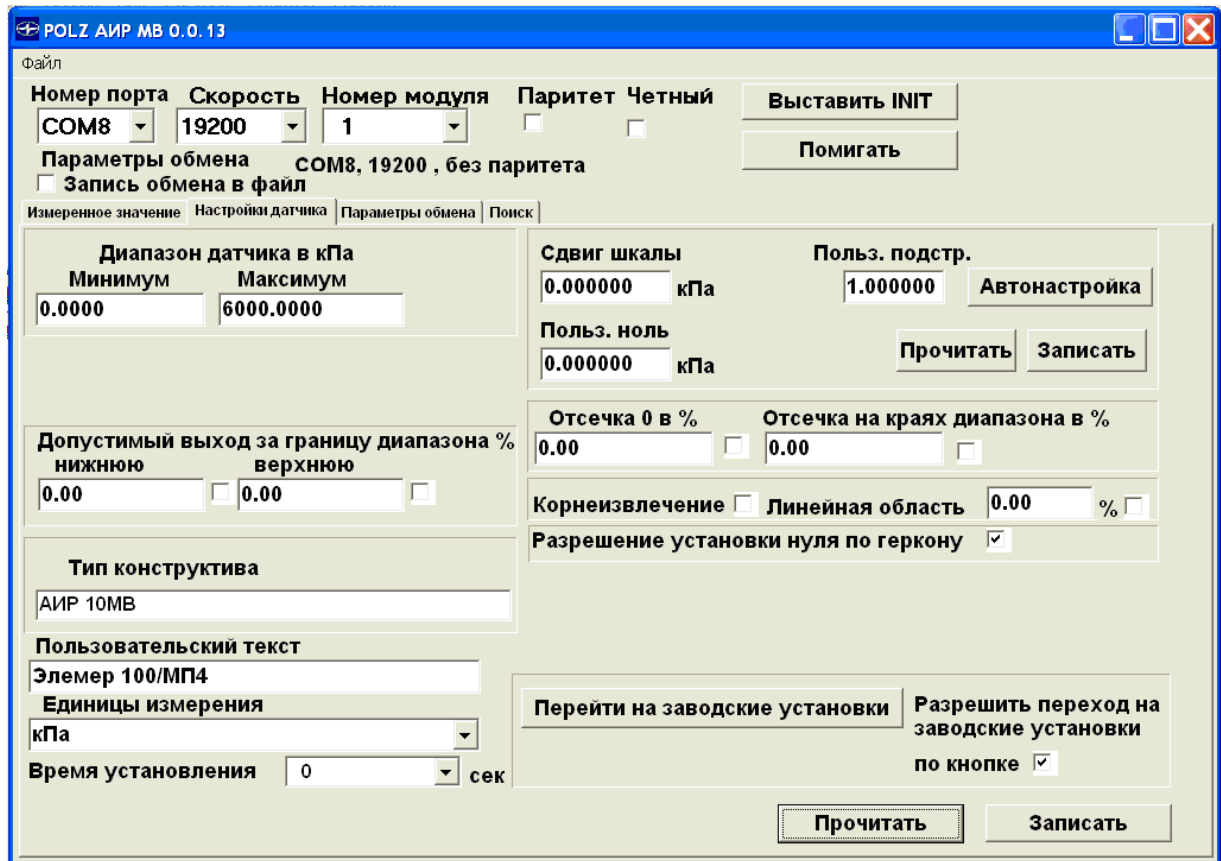 POLZ АИР МВ 0.0.13
Файл
Номер порта Скорость Номер модуля Паритет Четный
COM8 19200 1
Выставить INIT
Помигать
Параметры обмена COM8, 19200 , без паритета
Запись обмена в файл
Измеренное значение Настройки датчика Параметры обмена Поиск
Диапазон датчика в кПа
Минимум Максимум
0.0000 6000.0000
Сдвиг шкалы Польз. подстр.
0.000000 кПа 1.000000 Автонастройка
Польз. ноль
0.000000 кПа
Прочитать Записать
Допустимый выход за границу диапазона %
нижнюю верхнюю
0.00 0.00
Отсечка 0 в % Отсечка на краях диапазона в %
0.00 0.00
Корнеизвлечение Линейная область 0.00 %
Разрешение установки нуля по геркону
Тип конструктива
АИР 10МВ
Пользовательский текст
Элемер 100/МП4
Единицы измерения
кПа
Время установления 0 сек
Перейти на заводские установки
Разрешить переход на
заводские установки
по кнопке
Прочитать Записать